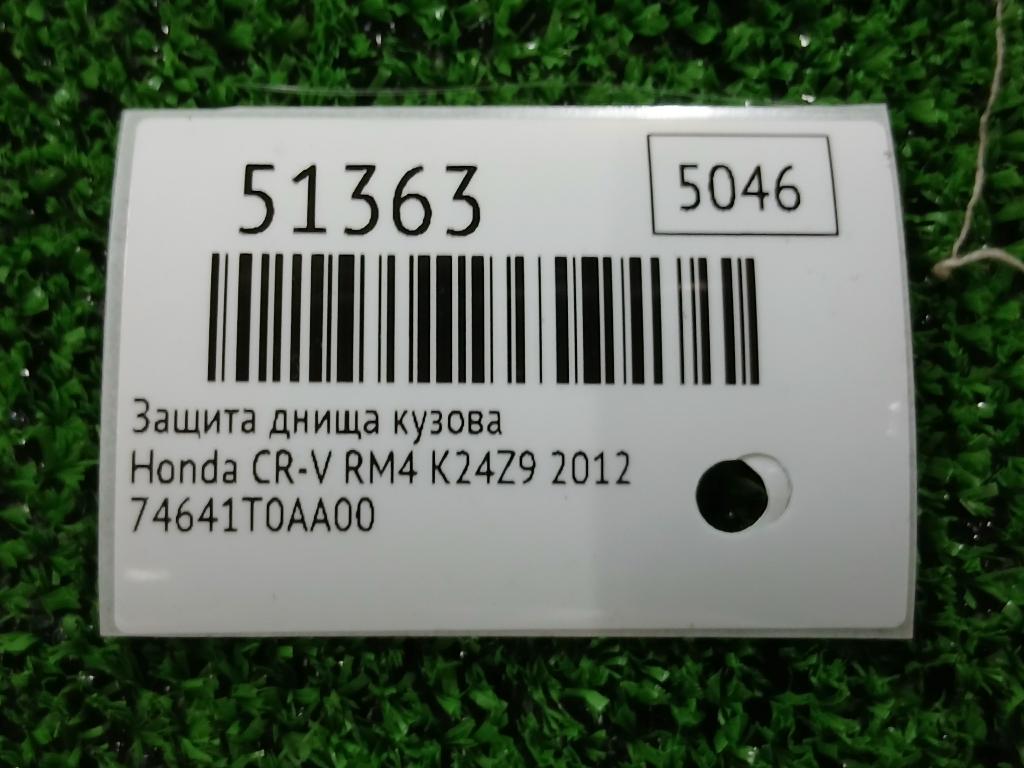 51363
5046
Защита днища кузова
Honda CR-V RM4 K24Z9 2012
74641T0AA00